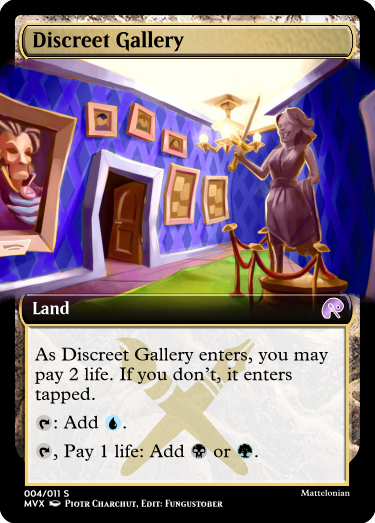 Discreet Gallery
Land
As Discreet Gallery enters, you may
pay 2 life. If you don't, it enters
tapped.
: Add .
, Pay 1 life: Add or .
004/011 S
MVX Piotr Charchut, Edit: Fungustober
Mattelonian